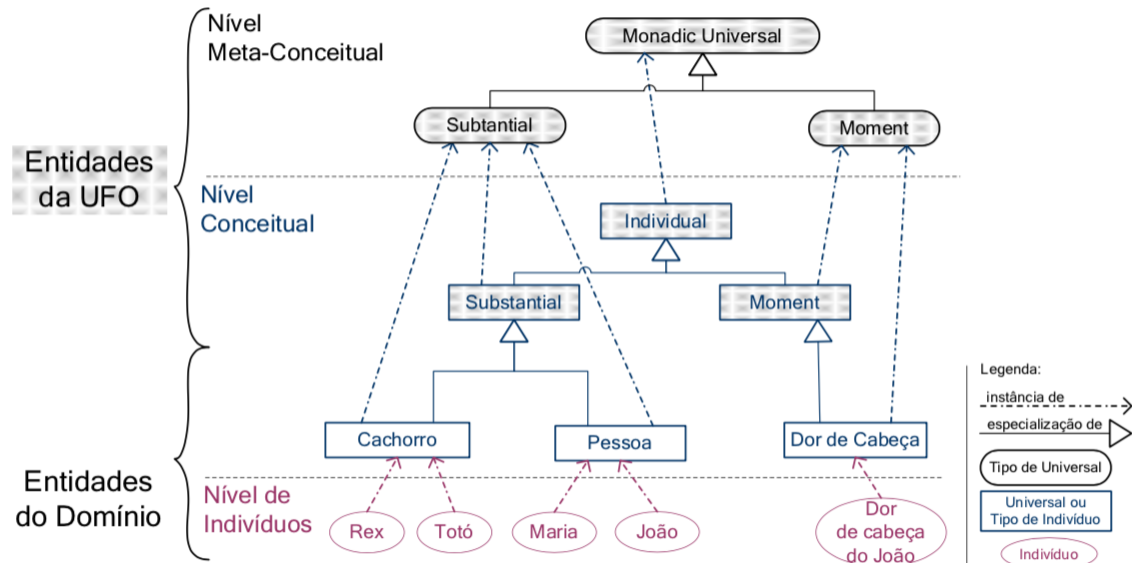 Nível
Meta-Conceitual
Monadic Universal
Subtantial
Moment
Entidades
da UFO
Nível
Conceitual
Individual
Substantial
Moment
Legenda:
instância de
especialização de
Cachorro
Pessoa
Dor de Cabeça
Tipo de Universal
Entidades
do Domínio
Nível de
Indivíduos
Universal ou
Tipo de Indivíduo
Rex
Totó
Maria
João
Dor
de cabeça
do João
Indivíduo